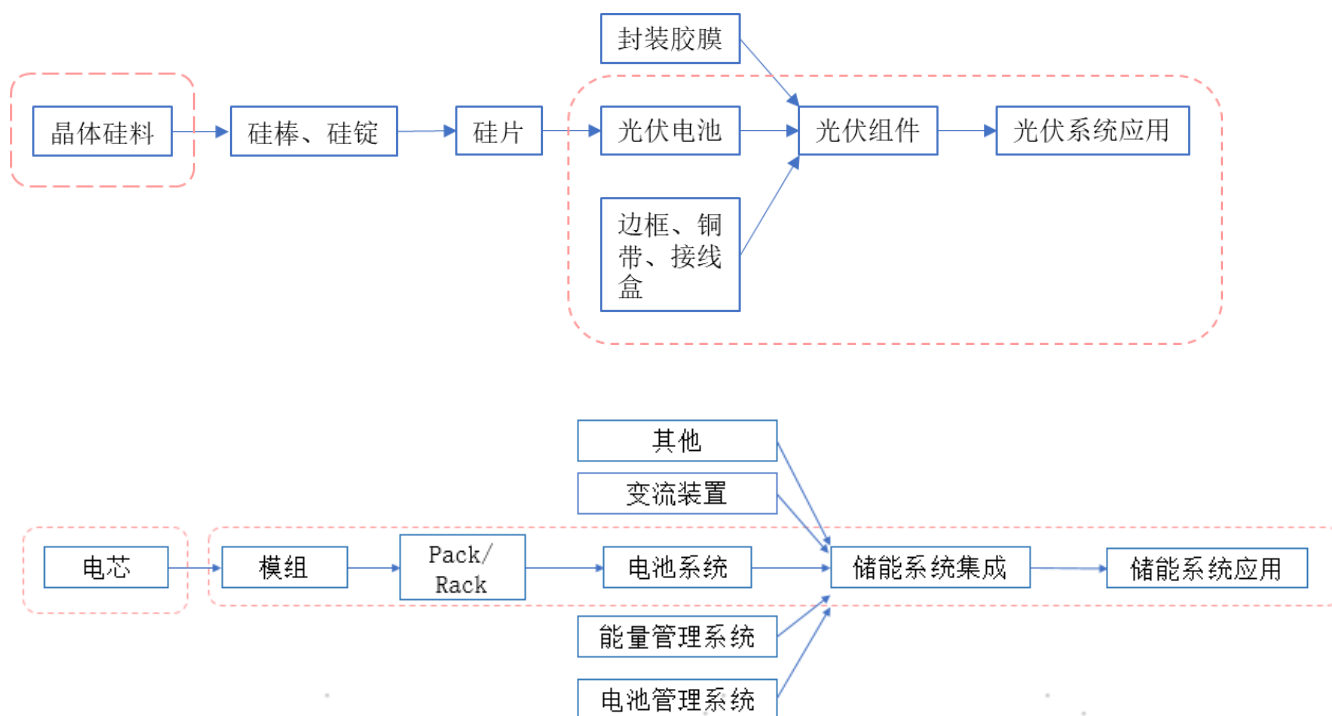 封装胶膜
晶体硅料
硅棒、硅锭
硅片
光伏电池
光伏组件
光伏系统应用
边框、铜
带、接线
盒
其他
变流装置
电芯
模组
Pack/
Rack
电池系统
储能系统集成
储能系统应用
能量管理系统
电池管理系统